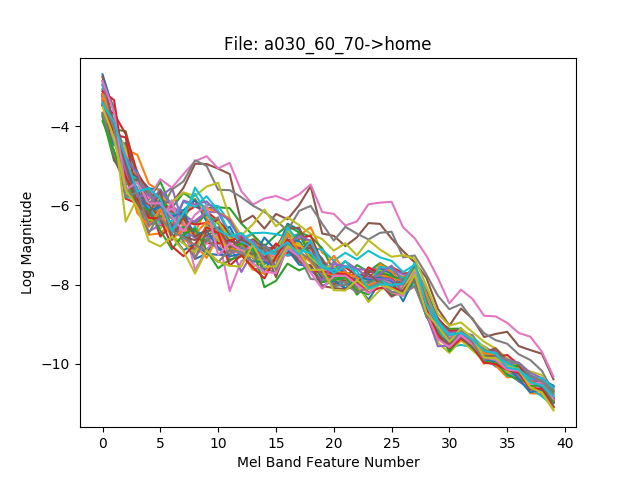 File: a030_60_70->home
Log Magnitude
−4
−6
−8
−10
0 5 10 15 20 25 30 35 40
Mel Band Feature Number